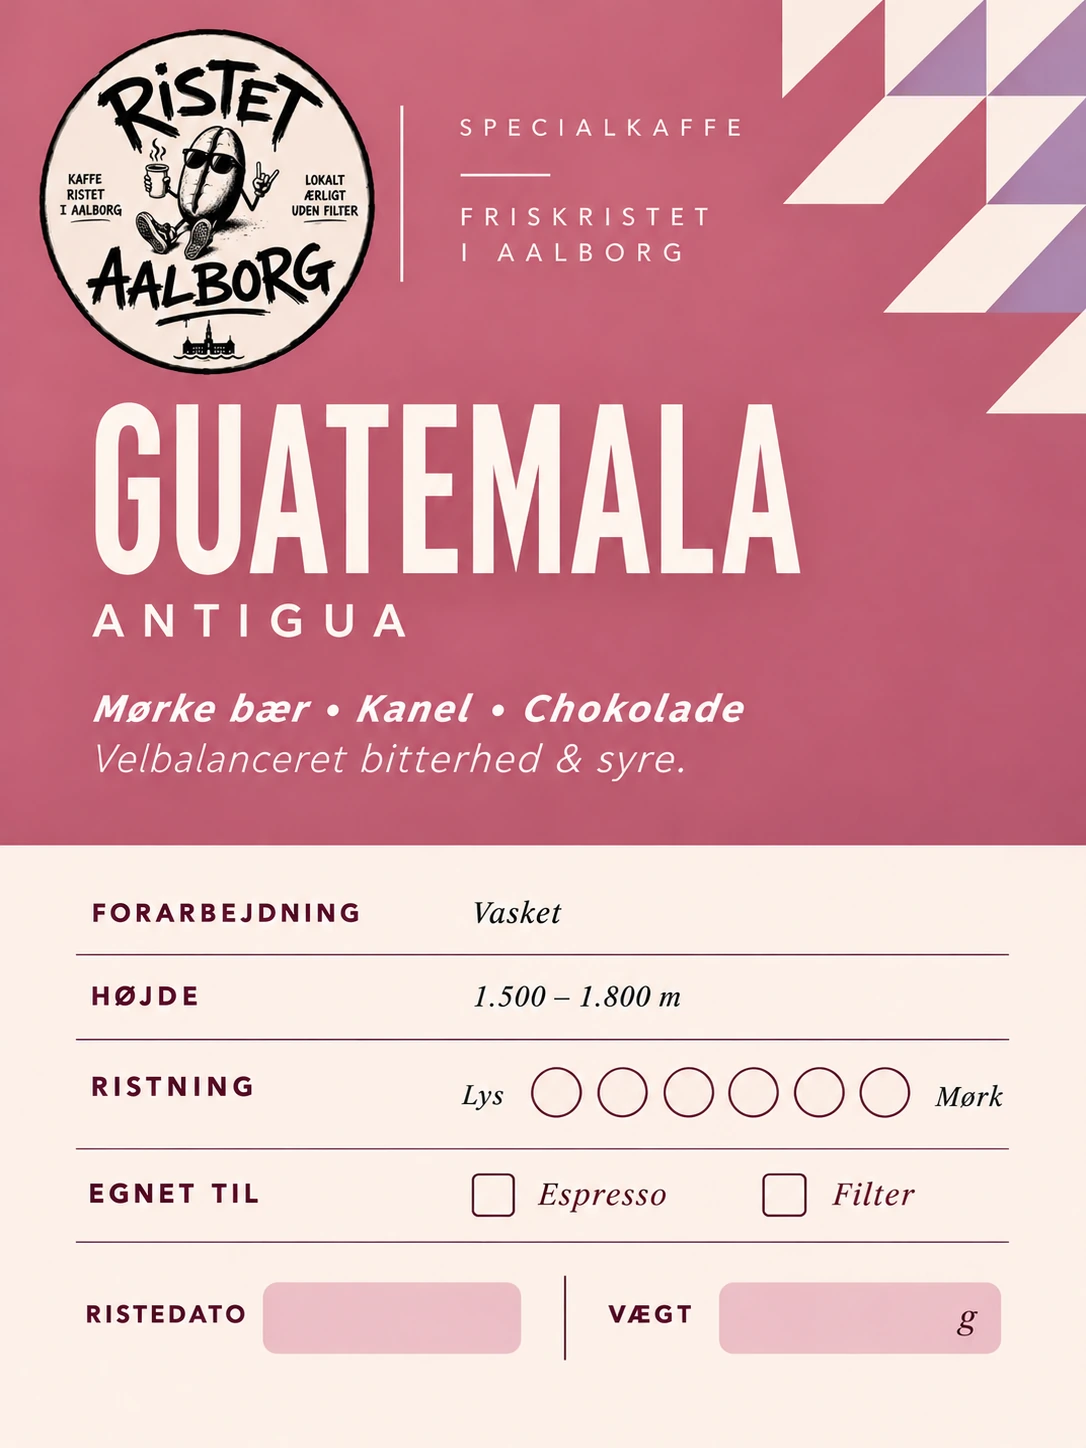 RISTET
KAFFE
RISTET
I AALBORG
LOKALT
ÆRLIGT
UDEN FILTER
AALBORG
SPECIALKAFFE
FRISKRISTET
I AALBORG
GUATEMALA
ANTIGUA
Mørke bær • Kanel • Chokolade
Velbalanceret bitterhed & syre.
FORARBEJDNING Vasket
HØJDE 1.500 – 1.800 m
RISTNING Lys Mørk
EGNET TIL Espresso Filter
RISTEDATO VÆGT g